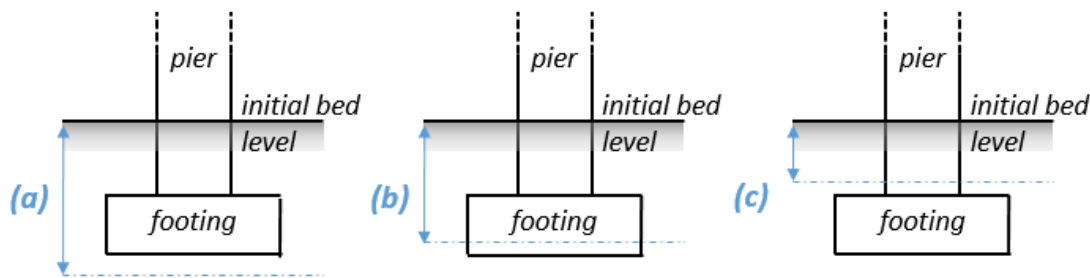 pier
initial bed
level
(a)
footing
pier
initial bed
level
(b)
footing
pier
initial bed
level
(c)
footing